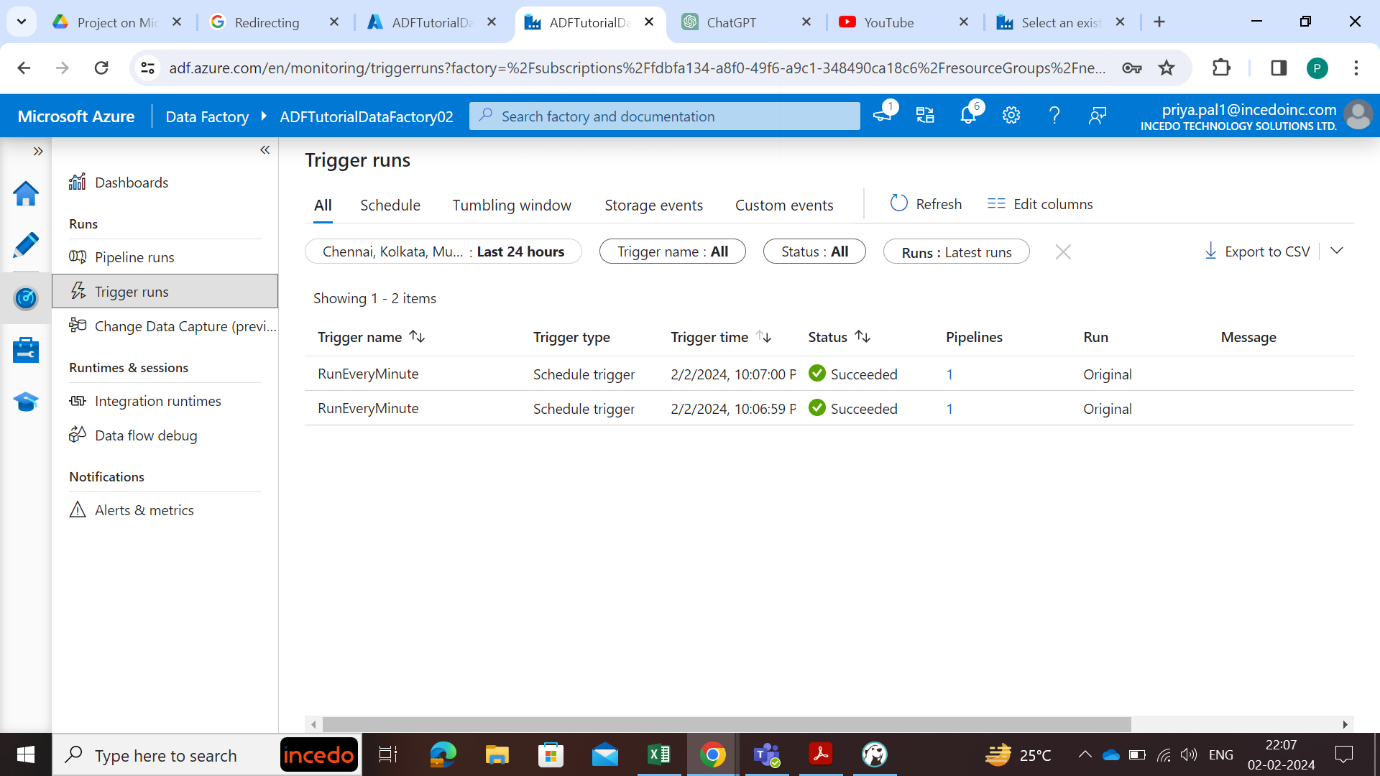 Project on Mic
Redirecting
ADFTutorialDa
ADFTutorialDa
ChatGPT
YouTube
Select an exist
adf.azure.com/en/monitoring/triggerruns?factory=%2Fsubscriptions%2Ffdbfa134-a8f0-49f6-a9c1-348490ca18c6%2FresourceGroups%2Fne...
P
Microsoft Azure
Data Factory
ADFTutorialDataFactory02
Search factory and documentation
1
6
priya.pal1@incedoinc.com
INCEDO TECHNOLOGY SOLUTIONS LTD.
Dashboards
Runs
Pipeline runs
Trigger runs
Change Data Capture (previ...
Runtimes & sessions
Integration runtimes
Data flow debug
Notifications
Alerts & metrics
Trigger runs
All Schedule Tumbling window Storage events Custom events Refresh Edit columns
Chennai, Kolkata, Mu... : Last 24 hours Trigger name : All Status : All Runs : Latest runs Export to CSV
Showing 1 - 2 items
Trigger name Trigger type Trigger time Status Pipelines Run Message
RunEveryMinute Schedule trigger 2/2/2024, 10:07:00 P Succeeded 1 Original
RunEveryMinute Schedule trigger 2/2/2024, 10:06:59 P Succeeded 1 Original
Type here to search
incedo
25°C
ENG
22:07
02-02-2024